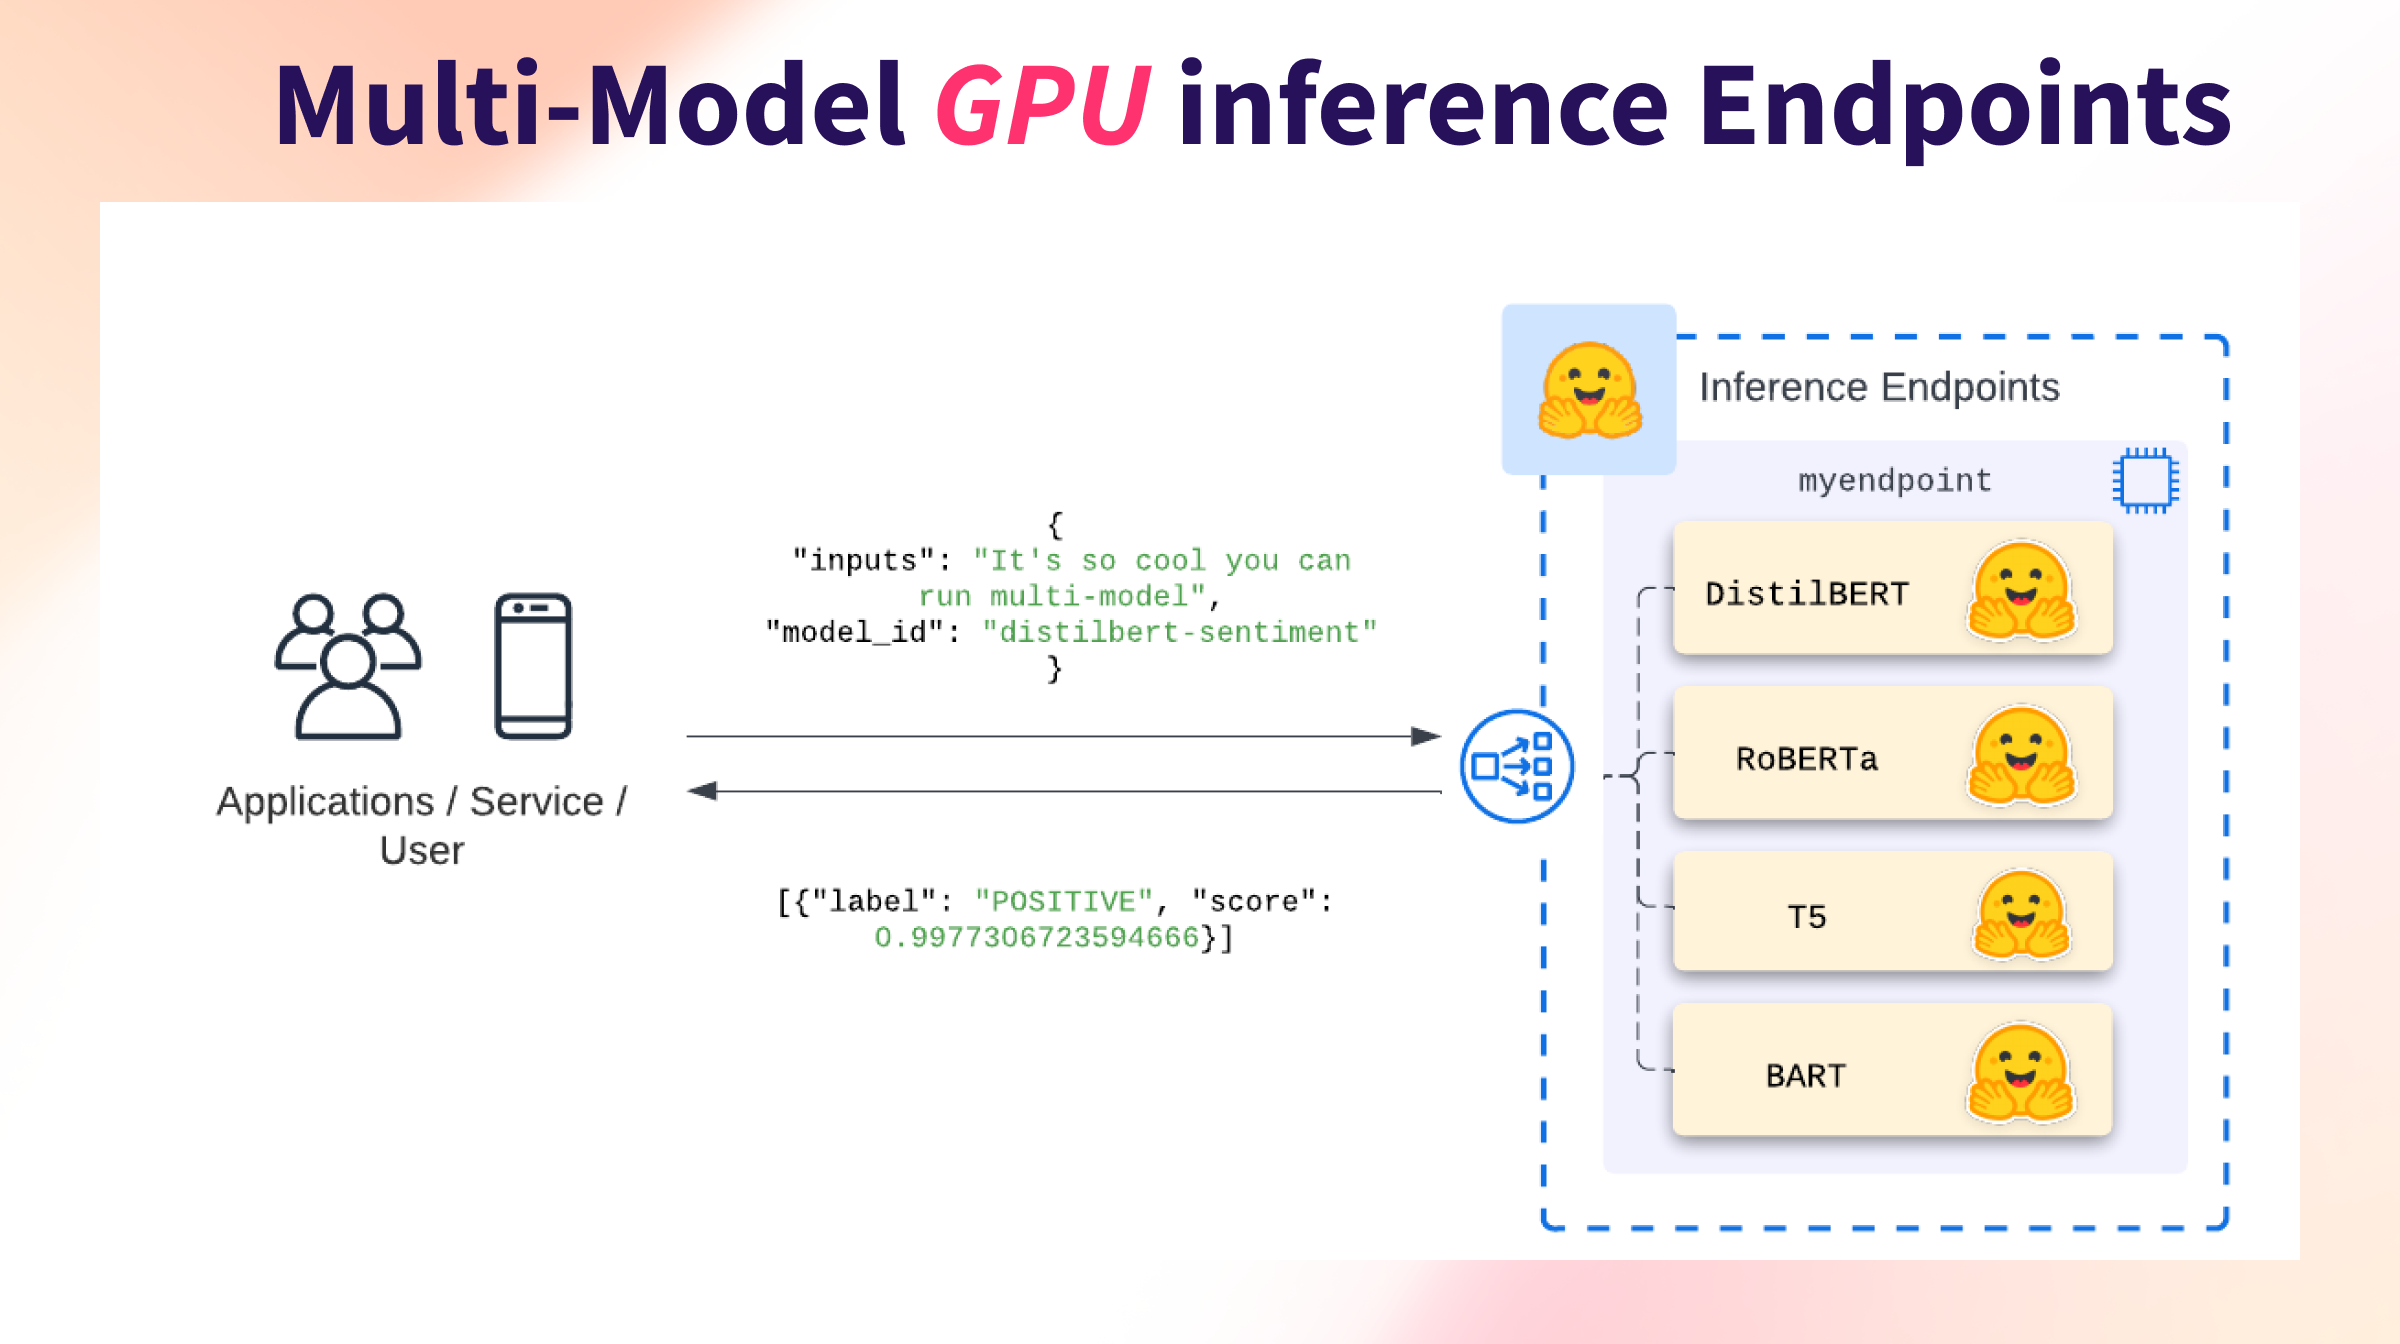 Multi-Model GPU inference Endpoints
Inference Endpoints
myendpoint
{
"inputs": "It's so cool you can
run multi-model",
"model_id": "distilbert-sentiment"
}
Applications / Service /
User
[{"label": "POSITIVE", "score":
0.9977306723594666}]
DistilBERT
RoBERTa
T5
BART